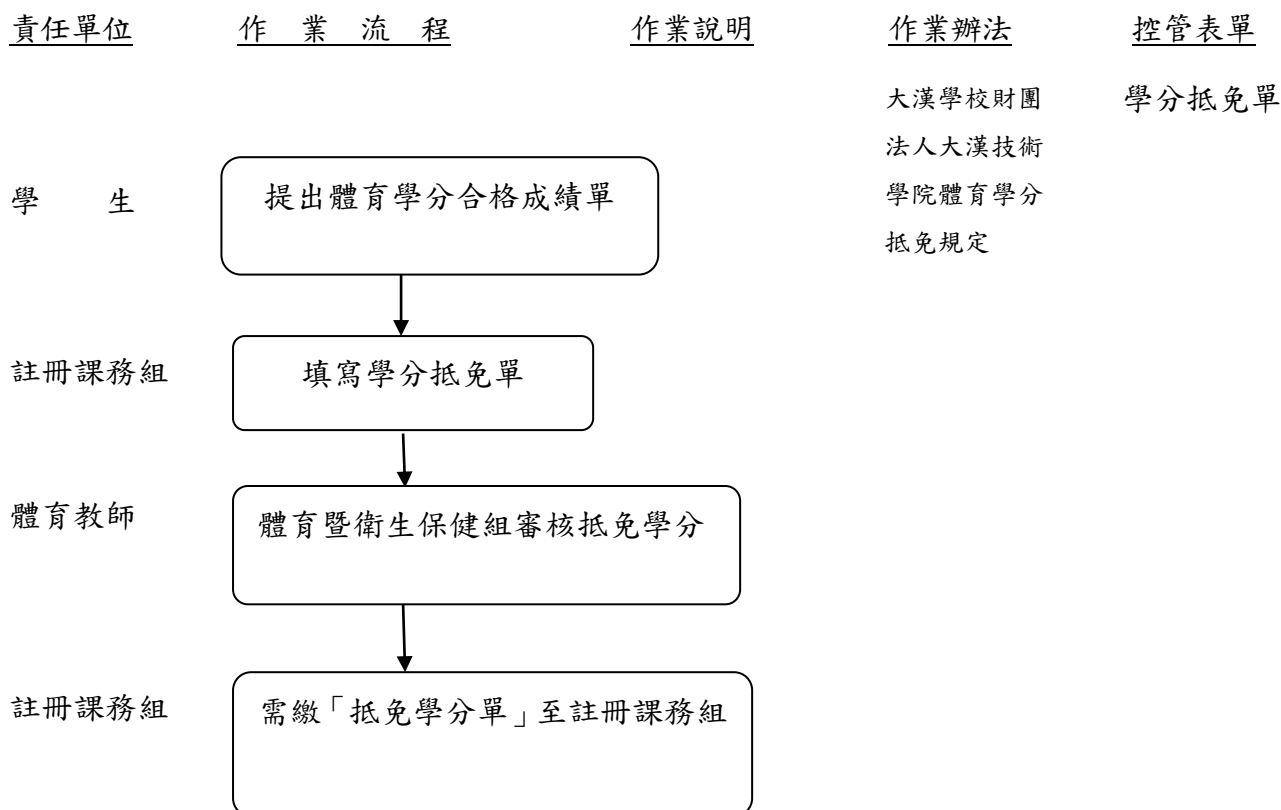 責任單位 作 業 流 程 作業說明 作業辦法 控管表單
大漢學校財團 學分抵免單
法人大漢技術
學 生 提出體育學分合格成績單 學院體育學分
抵免規定
註冊課務組 填寫學分抵免單
體育教師 體育暨衛生保健組審核抵免學分
註冊課務組 需繳「抵免學分單」至註冊課務組